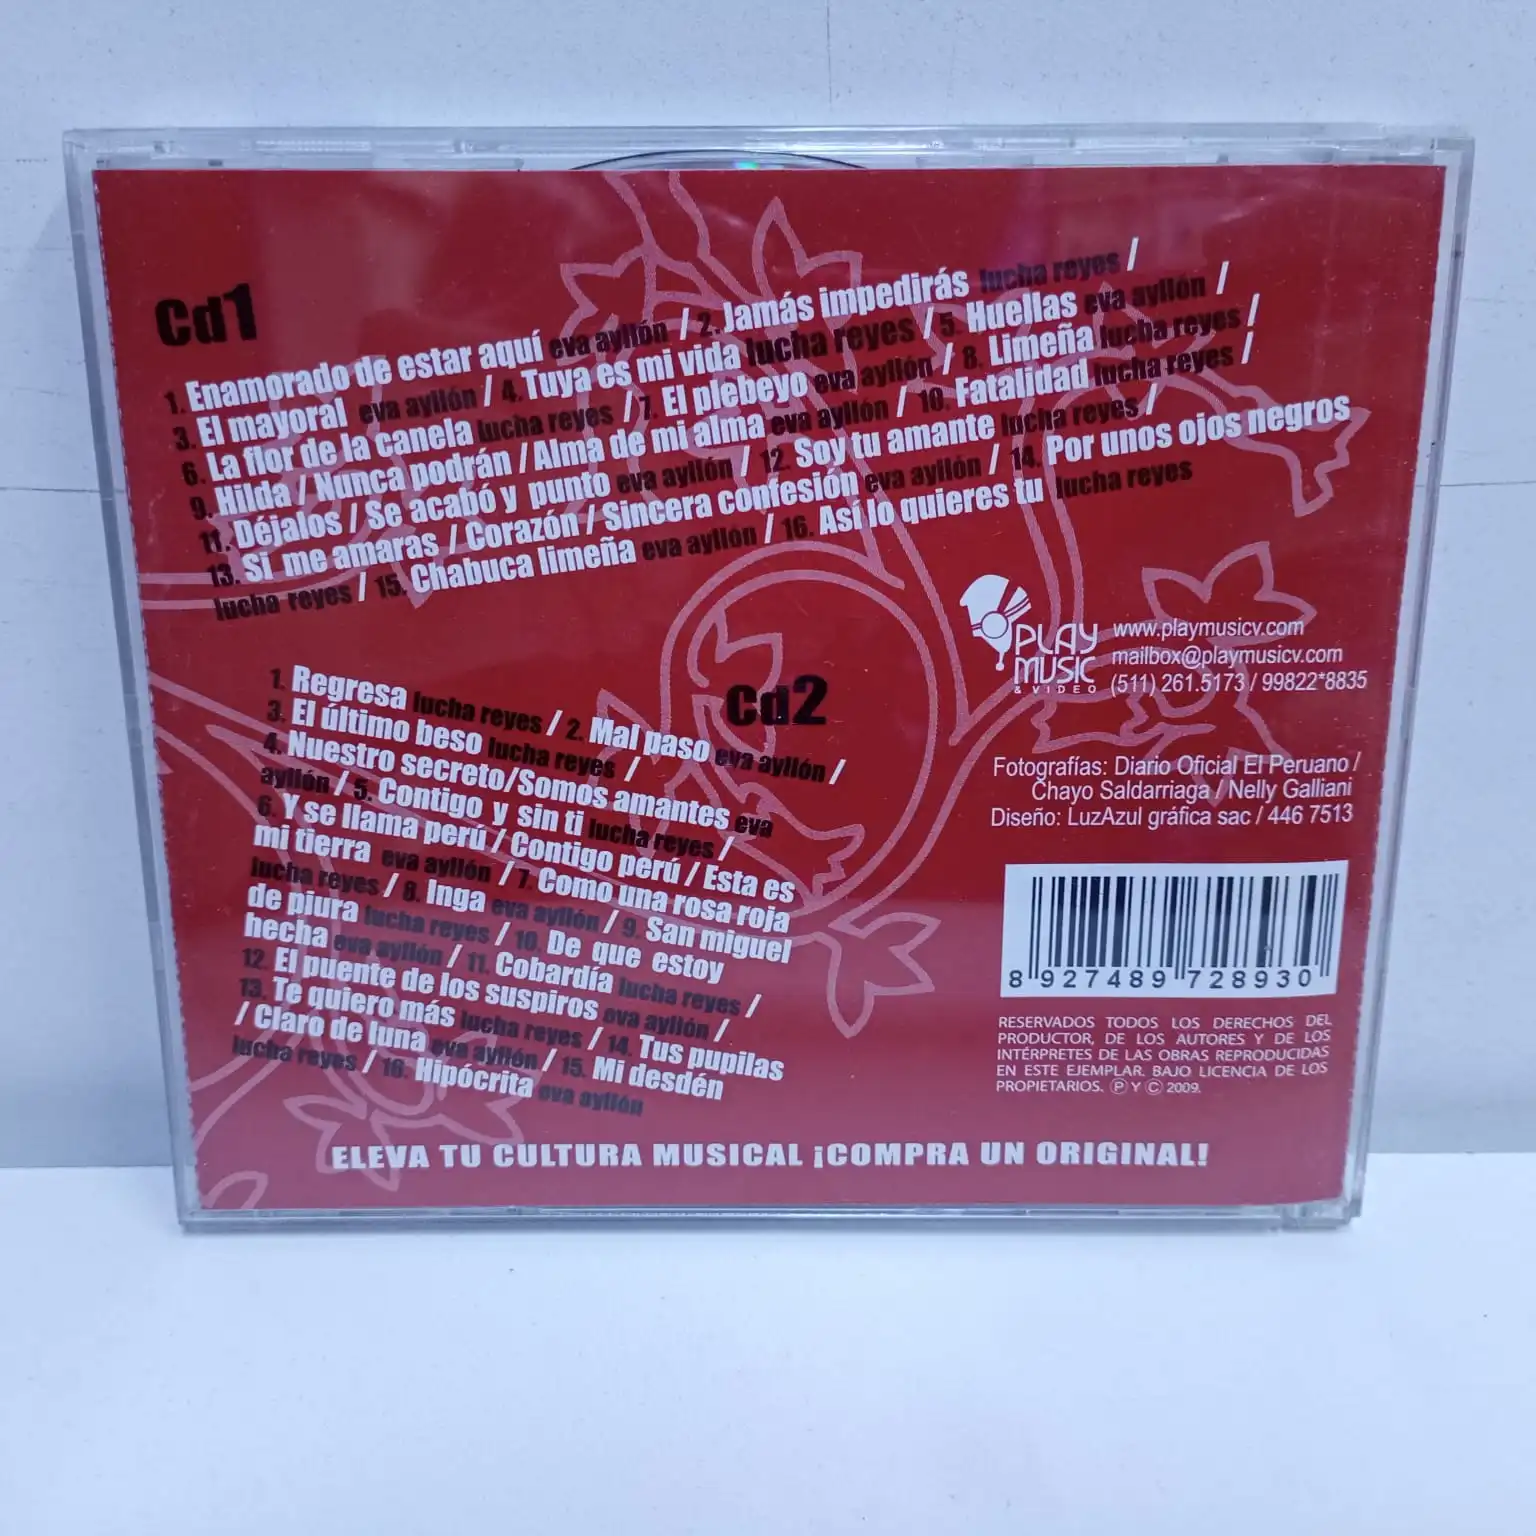 Cd1
1. Enamorado de estar aquí eva ayllón / 2. Jamás impedirás lucha reyes /
3. El mayoral eva ayllón / 4. Tuya es mi vida lucha reyes / 5. Huellas eva ayllón /
6. La flor de la canela lucha reyes / 7. El plebeyo eva ayllón / 8. Limeña lucha reyes /
9. Hilda / Nunca podrán / Alma de mi alma eva ayllón / 10. Fatalidad lucha reyes /
11. Déjalos / Se acabó y punto eva ayllón / 12. Soy tu amante lucha reyes /
13. Si me amaras / Corazón / Sincera confesión eva ayllón / 14. Por unos ojos negros
lucha reyes / 15. Chabuca limeña eva ayllón / 16. Así lo quieres tu lucha reyes
Cd2
1. Regresa lucha reyes / 2. Mal paso eva ayllón /
3. El último beso lucha reyes /
4. Nuestro secreto/Somos amantes eva
ayllón / 5. Contigo y sin ti lucha reyes /
6. Y se llama perú / Contigo perú / Esta es
mi tierra eva ayllón / 7. Como una rosa roja
lucha reyes / 8. Inga eva ayllón / 9. San miguel
de piura lucha reyes / 10. De que estoy
hecha eva ayllón / 11. Cobardía lucha reyes /
12. El puente de los suspiros eva ayllón /
13. Te quiero más lucha reyes / 14. Tus pupilas
/ Claro de luna eva ayllón / 15. Mi desdén
lucha reyes / 16. Hipócrita eva ayllón
PLAY
MUSIC
& VIDEO
www.playmusicv.com
mailbox@playmusicv.com
(511) 261.5173 / 99822*8835
Fotografías: Diario Oficial El Peruano /
Chayo Saldarriaga / Nelly Galliani
Diseño: LuzAzul gráfica sac / 446 7513
8 927489 728930
RESERVADOS TODOS LOS DERECHOS DEL
PRODUCTOR, DE LOS AUTORES Y DE LOS
INTÉRPRETES DE LAS OBRAS REPRODUCIDAS
EN ESTE EJEMPLAR. BAJO LICENCIA DE LOS
PROPIETARIOS. Ⓟ Y © 2009.
ELEVA TU CULTURA MUSICAL ¡COMPRA UN ORIGINAL!